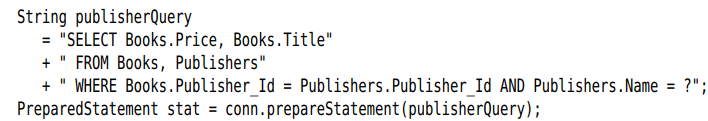 String publisherQuery
= "SELECT Books.Price, Books.Title"
+ " FROM Books, Publishers"
+ " WHERE Books.Publisher_Id = Publishers.Publisher_Id AND Publishers.Name = ?";
PreparedStatement stat = conn.prepareStatement(publisherQuery);